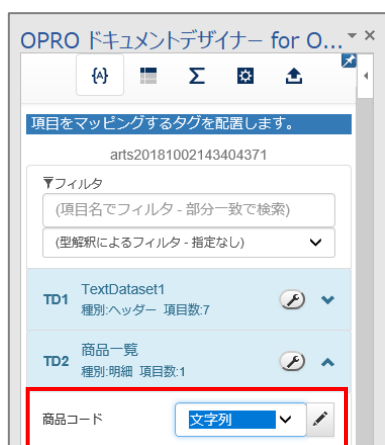 OPRO ドキュメントデザイナー for O...
{A} Σ
項目をマッピングするタグを配置します。
arts20181002143404371
フィルタ
(項目名でフィルタ - 部分一致で検索)
(型解釈によるフィルタ - 指定なし)
TD1 TextDataset1
種別:ヘッダー 項目数:7
TD2 商品一覧
種別:明細 項目数:1
商品コード 文字列